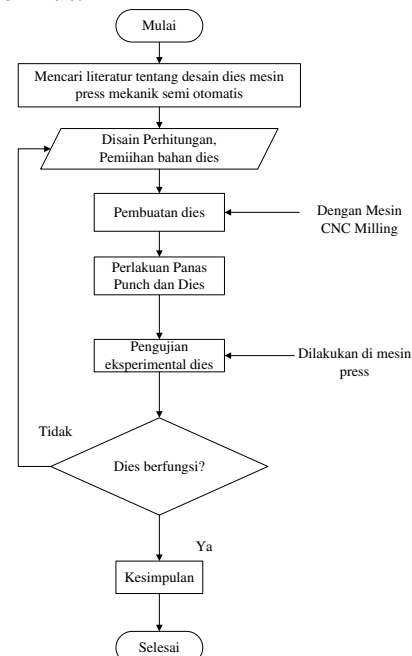 Mulai
Mencari literatur tentang desain dies mesin
press mekanik semi otomatis
Disain Perhitungan,
Pemiihan bahan dies
Pembuatan dies
Dengan Mesin
CNC Milling
Perlakuan Panas
Punch dan Dies
Pengujian
eksperimental dies
Dilakukan di mesin
press
Tidak
Dies berfungsi?
Ya
Kesimpulan
Selesai